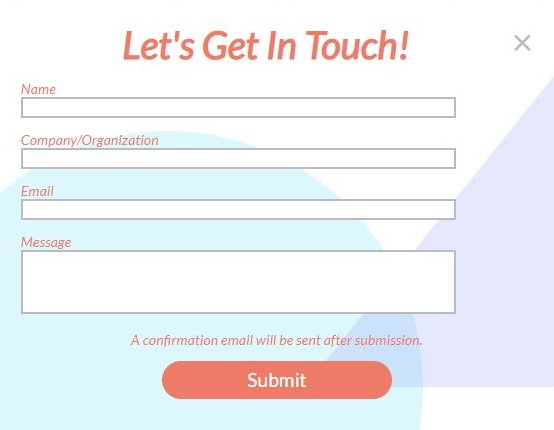 Let's Get In Touch!
Name
Company/Organization
Email
Message
A confirmation email will be sent after submission.
Submit